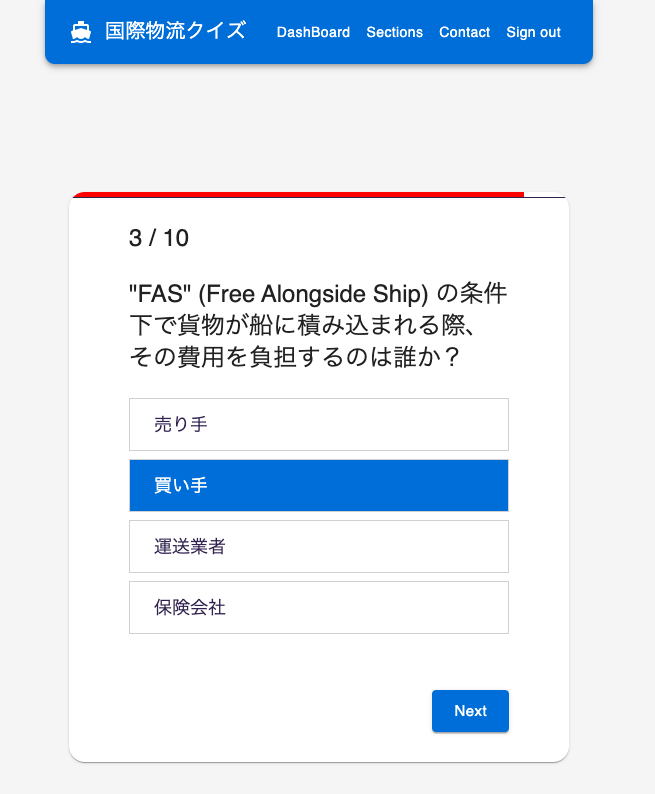 国際物流クイズ DashBoard Sections Contact Sign out
3 / 10
"FAS" (Free Alongside Ship) の条件
下で貨物が船に積み込まれる際、
その費用を負担するのは誰か？
売り手
買い手
運送業者
保険会社
Next